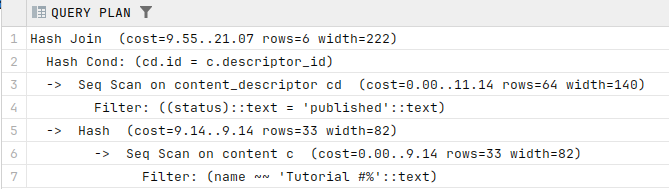 QUERY PLAN
1 Hash Join  (cost=9.55..21.07 rows=6 width=222)
2   Hash Cond: (cd.id = c.descriptor_id)
3   ->  Seq Scan on content_descriptor cd  (cost=0.00..11.14 rows=64 width=140)
4         Filter: ((status)::text = 'published'::text)
5   ->  Hash  (cost=9.14..9.14 rows=33 width=82)
6         ->  Seq Scan on content c  (cost=0.00..9.14 rows=33 width=82)
7               Filter: (name ~~ 'Tutorial #%'::text)